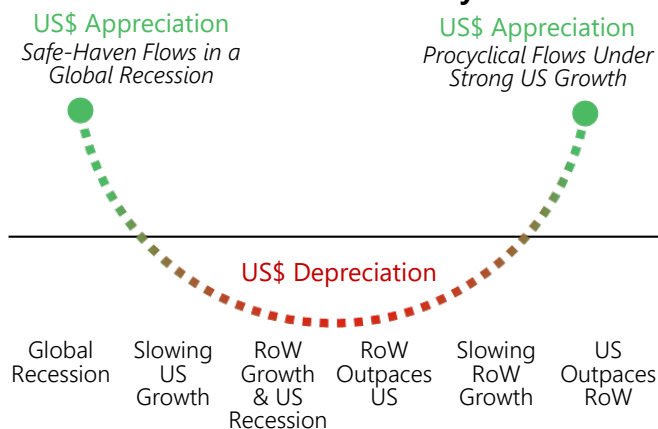 US$ Appreciation
Safe-Haven Flows in a
Global Recession
US$ Appreciation
Procyclical Flows Under
Strong US Growth
US$ Depreciation
Global
Recession
Slowing
US
Growth
RoW
Growth
& US
Recession
RoW
Outpaces
US
Slowing
RoW
Growth
US
Outpaces
RoW